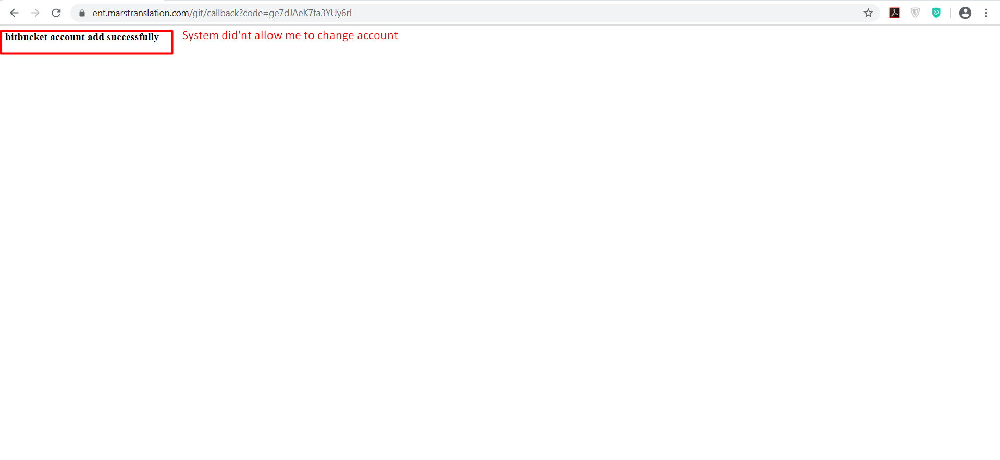 ent.marstranslation.com/git/callback?code=ge7dJAeK7fa3YUy6rL
bitbucket account add successfully
System did'nt allow me to change account